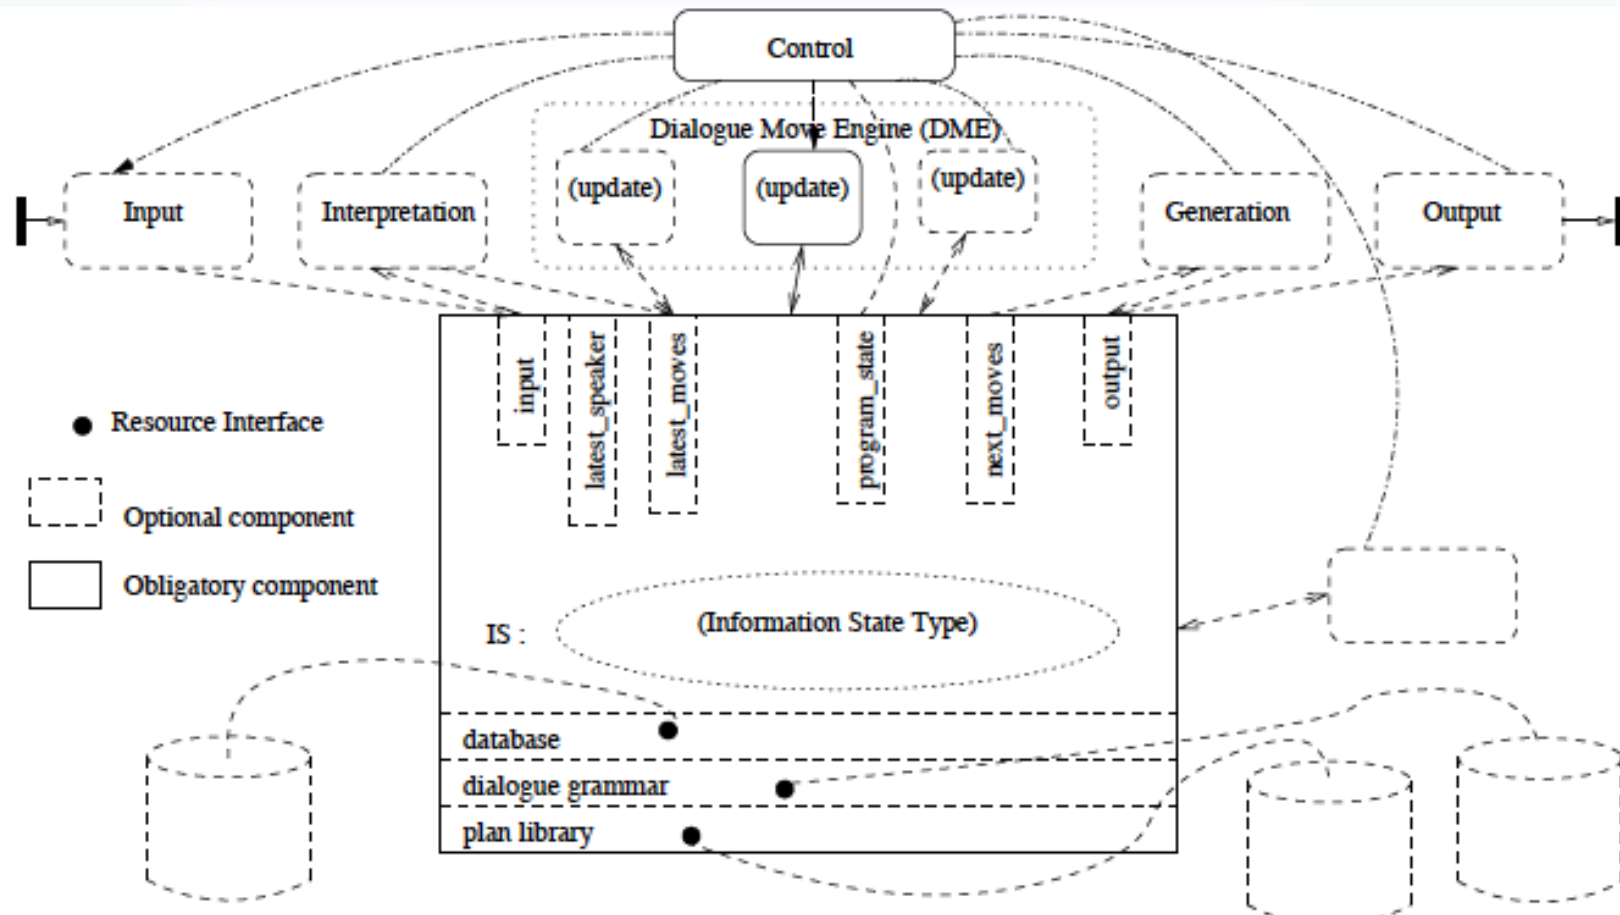 Control
Dialogue Move Engine (DME)
(update)
(update)
(update)
Input
Interpretation
Generation
Output
input
latest_speaker
latest_moves
program_state
next_moves
output
Resource Interface
Optional component
Obligatory component
IS :
(Information State Type)
database
dialogue grammar
plan library